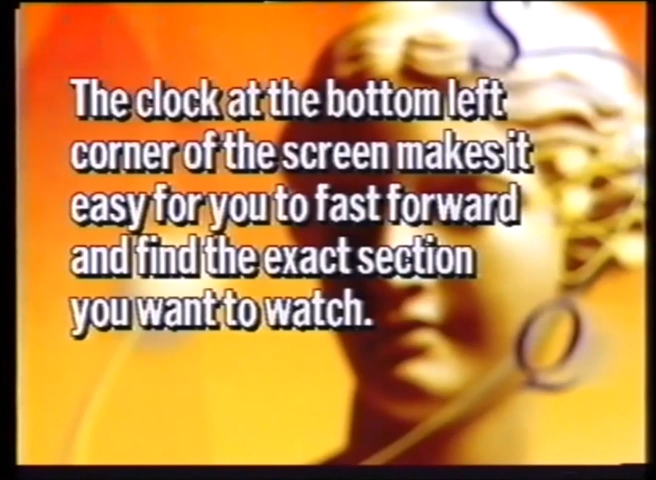 The clock at the bottom left
corner of the screen makes it
easy for you to fast forward
and find the exact section
you want to watch.
S
Q